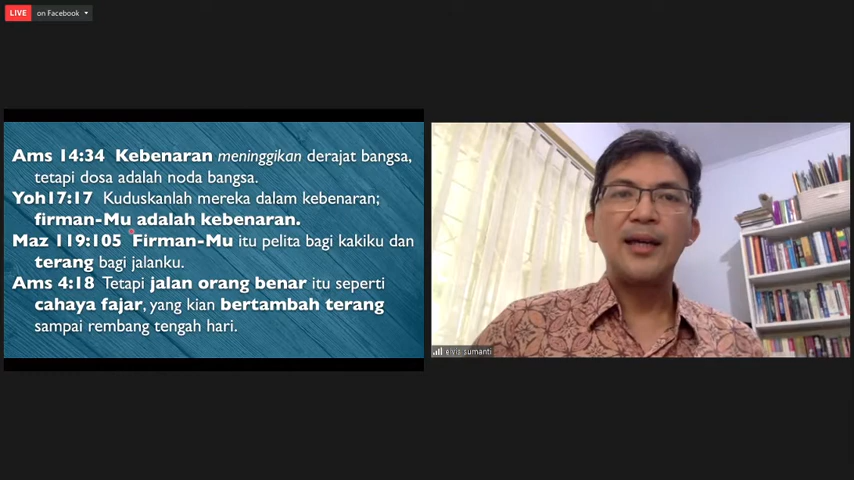 LIVE on Facebook
Ams 14:34 Kebenaran meninggikan derajat bangsa,
tetapi dosa adalah noda bangsa.
Yoh17:17 Kuduskanlah mereka dalam kebenaran;
firman-Mu adalah kebenaran.
Maz 119:105 Firman-Mu itu pelita bagi kakiku dan
terang bagi jalanku.
Ams 4:18 Tetapi jalan orang benar itu seperti
cahaya fajar, yang kian bertambah terang
sampai rembang tengah hari.
elvis sumanti